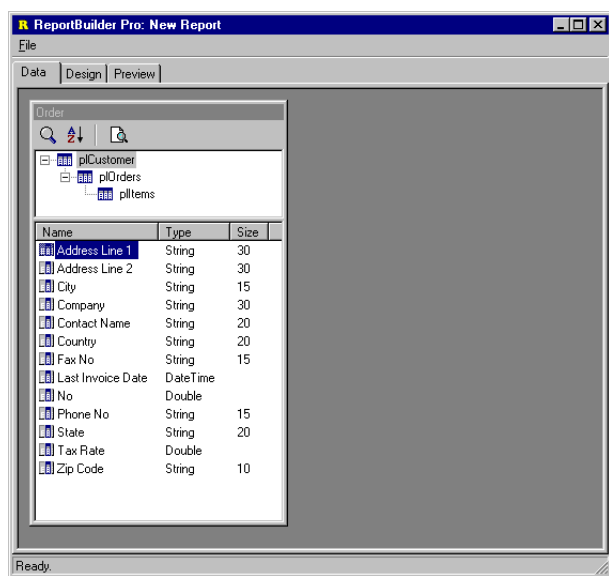 R ReportBuilder Pro: New Report
File
Data Design Preview
Order
plCustomer
plOrders
plItems
Name Type Size
Address Line 1 String 30
Address Line 2 String 30
City String 15
Company String 30
Contact Name String 20
Country String 20
Fax No String 15
Last Invoice Date DateTime
No Double
Phone No String 15
State String 20
Tax Rate Double
Zip Code String 10
Ready.